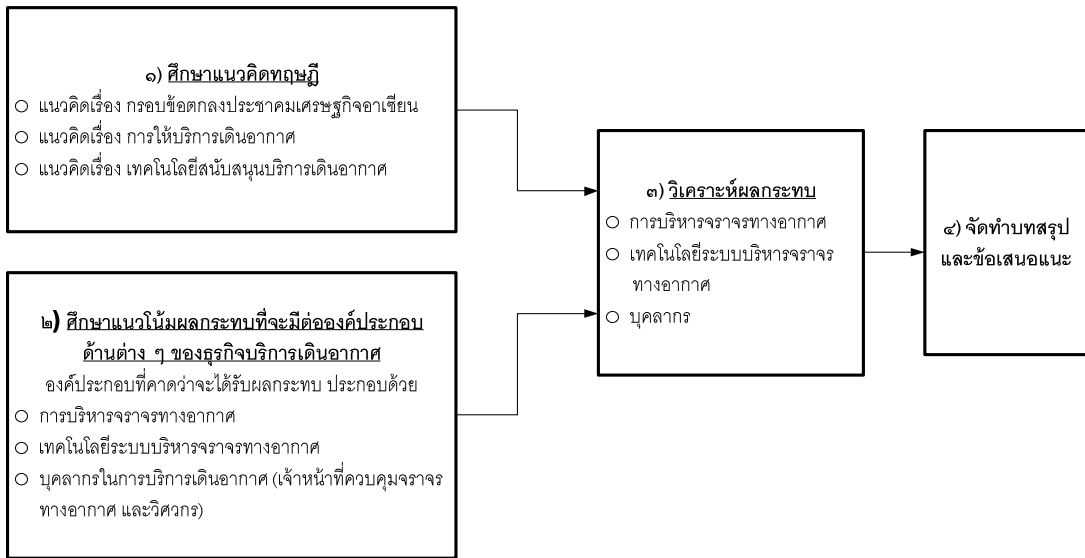 ๑) ศึกษาแนวคิดทฤษฎี
○ แนวคิดเรื่อง กรอบข้อตกลงประชาคมเศรษฐกิจอาเซียน
○ แนวคิดเรื่อง การให้บริการเดินอากาศ
○ แนวคิดเรื่อง เทคโนโลยีสนับสนุนบริการเดินอากาศ
๒) ศึกษาแนวโน้มผลกระทบที่จะมีต่อองค์ประกอบ
ด้านต่าง ๆ ของธุรกิจบริการเดินอากาศ
องค์ประกอบที่คาดว่าจะได้รับผลกระทบ ประกอบด้วย
○ การบริหารจราจรทางอากาศ
○ เทคโนโลยีระบบบริหารจราจรทางอากาศ
○ บุคลากรในการบริการเดินอากาศ (เจ้าหน้าที่ควบคุมจราจร
ทางอากาศ และวิศวกร)
๓) วิเคราะห์ผลกระทบ
○ การบริหารจราจรทางอากาศ
○ เทคโนโลยีระบบบริหารจราจร
ทางอากาศ
○ บุคลากร
๔) จัดทำบทสรุป
และข้อเสนอแนะ